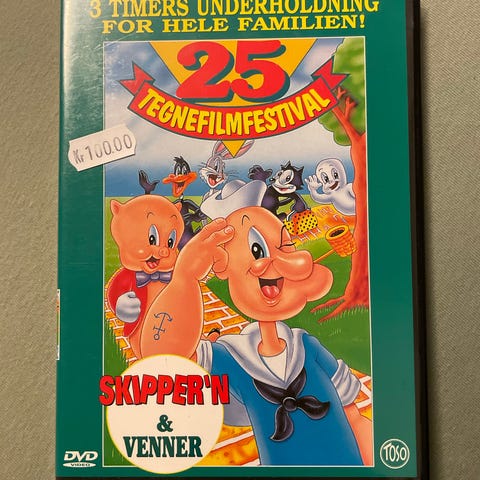 3 TIMERS UNDERHOLDNING
FOR HELE FAMILIEN!
25
TEGNEFILMFESTIVAL
Kr 100.00
SKIPPER'N
&
VENNER
DVD
VIDEO
TOSO